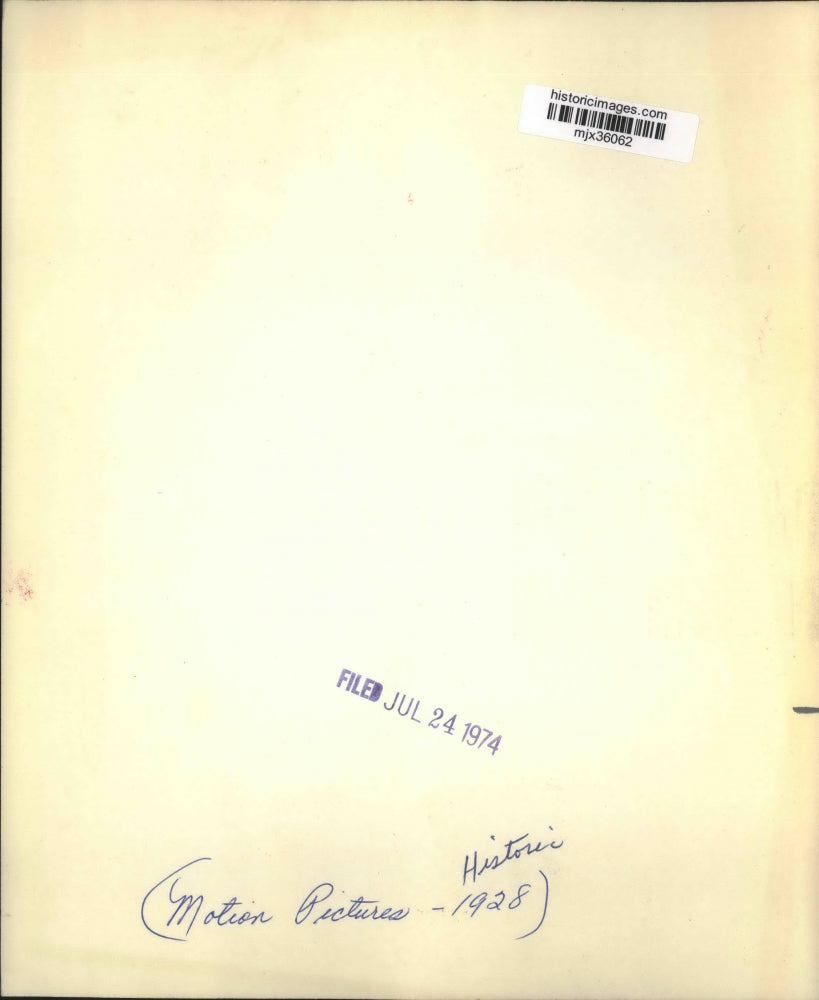 historicimages.com
mjx36062
FILED JUL 24 1974
Historic
(Motion Pictures - 1928)